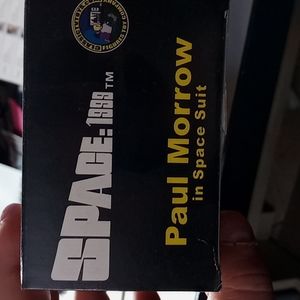 SPACE: 1999™
Paul Morrow
in Space Suit